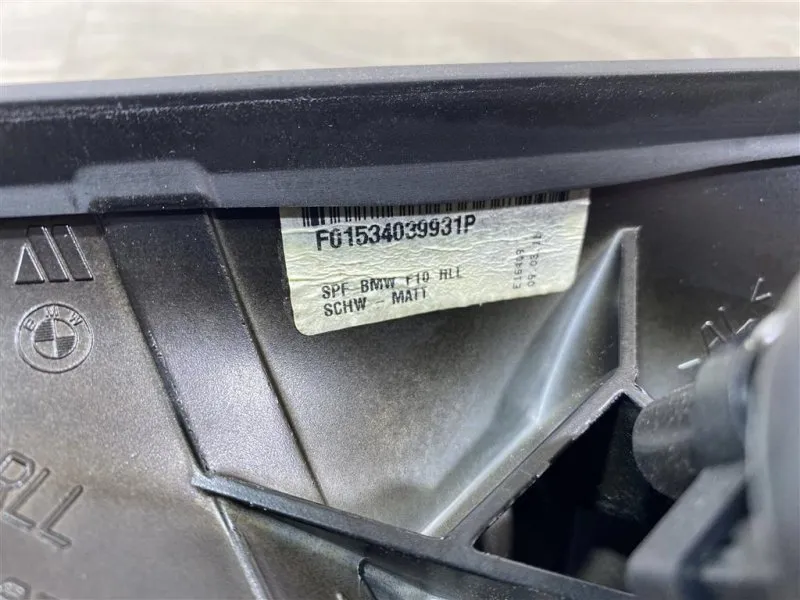 F01534039931P
SPF BMW F10 RLL
SCHW - MATT
BMW
RLL